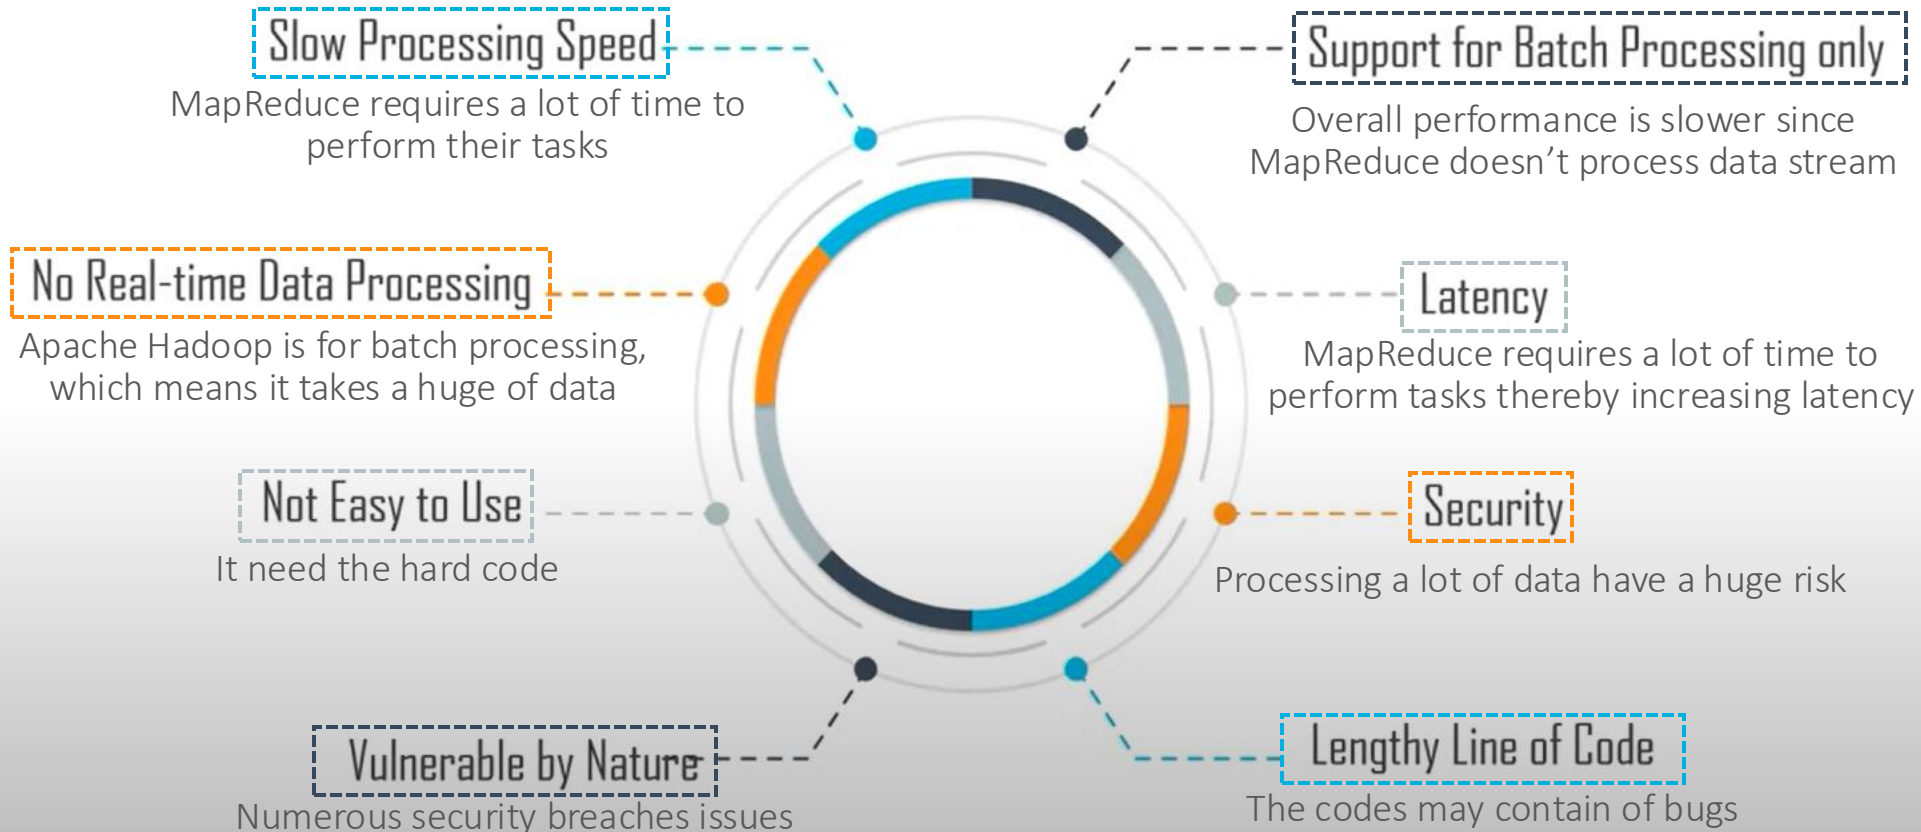 Slow Processing Speed
MapReduce requires a lot of time to
perform their tasks
No Real-time Data Processing
Apache Hadoop is for batch processing,
which means it takes a huge of data
Not Easy to Use
It need the hard code
Vulnerable by Nature
Numerous security breaches issues
Support for Batch Processing only
Overall performance is slower since
MapReduce doesn’t process data stream
Latency
MapReduce requires a lot of time to
perform tasks thereby increasing latency
Security
Processing a lot of data have a huge risk
Lengthy Line of Code
The codes may contain of bugs